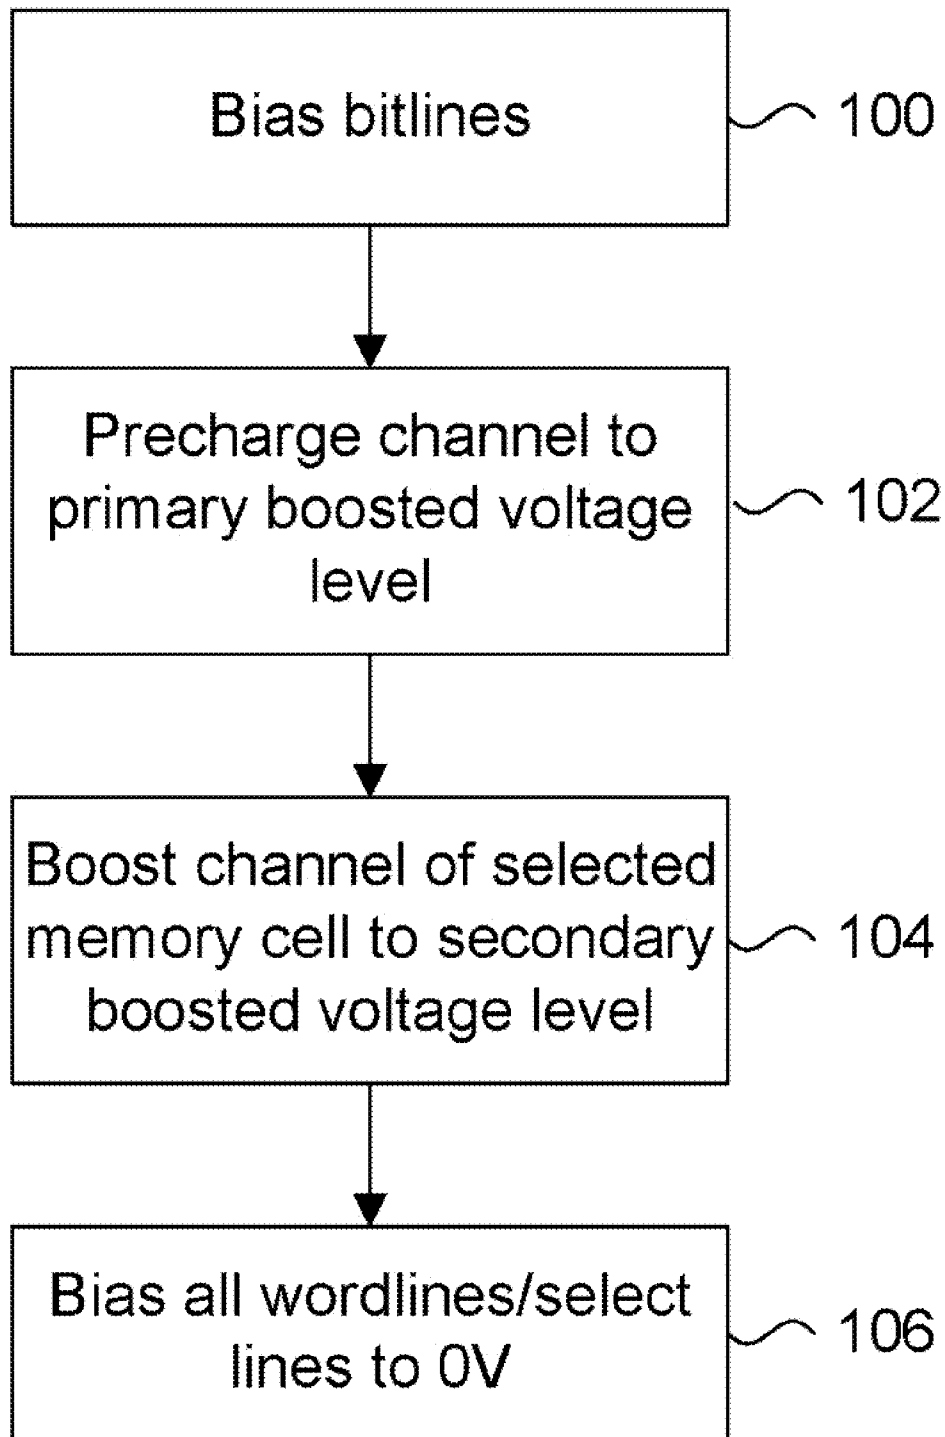 Bias bitlines
100
Precharge channel to
primary boosted voltage
level
102
Boost channel of selected
memory cell to secondary
boosted voltage level
104
Bias all wordlines/select
lines to 0V
106